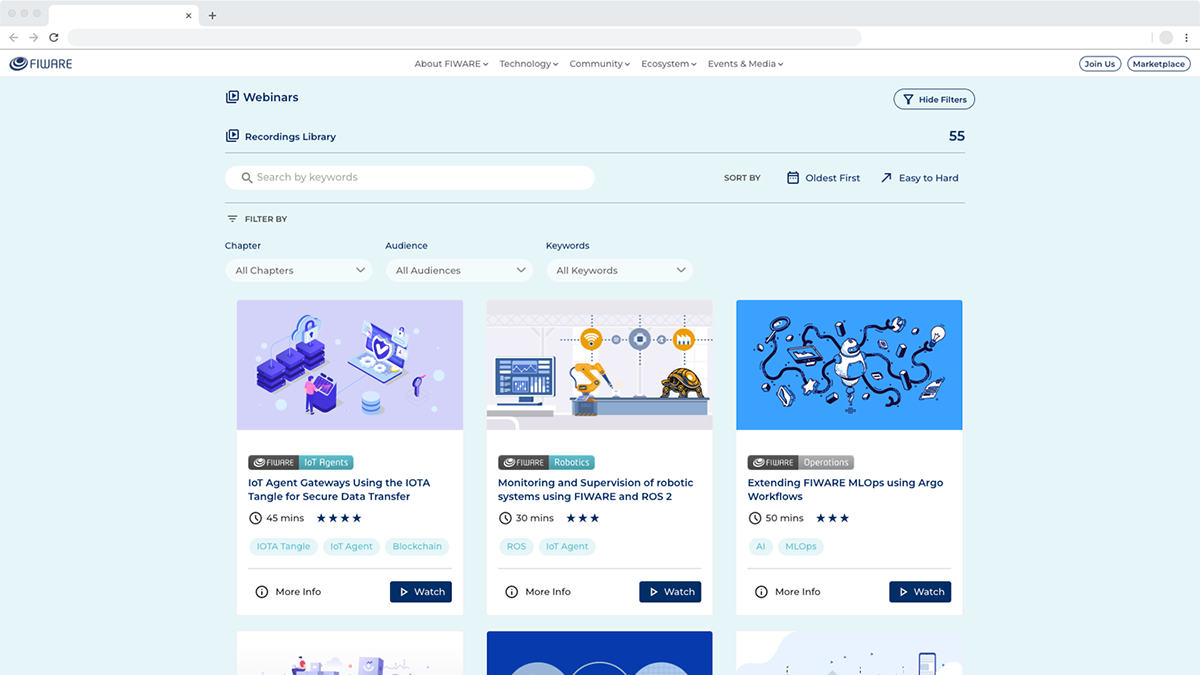 FIWARE
About FIWARE
Technology
Community
Ecosystem
Events & Media
Join Us
Marketplace
Webinars
Hide Filters
Recordings Library
55
Search by keywords
SORT BY
Oldest First
Easy to Hard
FILTER BY
Chapter
Audience
Keywords
All Chapters
All Audiences
All Keywords
FIWARE IoT Agents
IoT Agent Gateways Using the IOTA
Tangle for Secure Data Transfer
45 mins
IOTA Tangle
IoT Agent
Blockchain
More Info
Watch
FIWARE Robotics
Monitoring and Supervision of robotic
systems using FIWARE and ROS 2
30 mins
ROS
IoT Agent
More Info
Watch
FIWARE Operations
Extending FIWARE MLOps using Argo
Workflows
50 mins
AI
MLOps
More Info
Watch